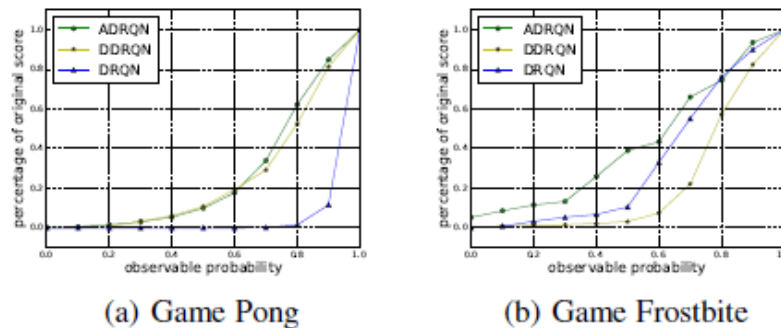 ADRQN
DDRQN
DRQN
percentage of original score
1.0
0.8
0.6
0.4
0.2
0.0
0.0 0.2 0.4 0.6 0.8 1.0
observable probability
(a) Game Pong
ADRQN
DDRQN
DRQN
percentage of original score
1.0
0.8
0.6
0.4
0.2
0.0
0.0 0.2 0.4 0.6 0.8
observable probability
(b) Game Frostbite